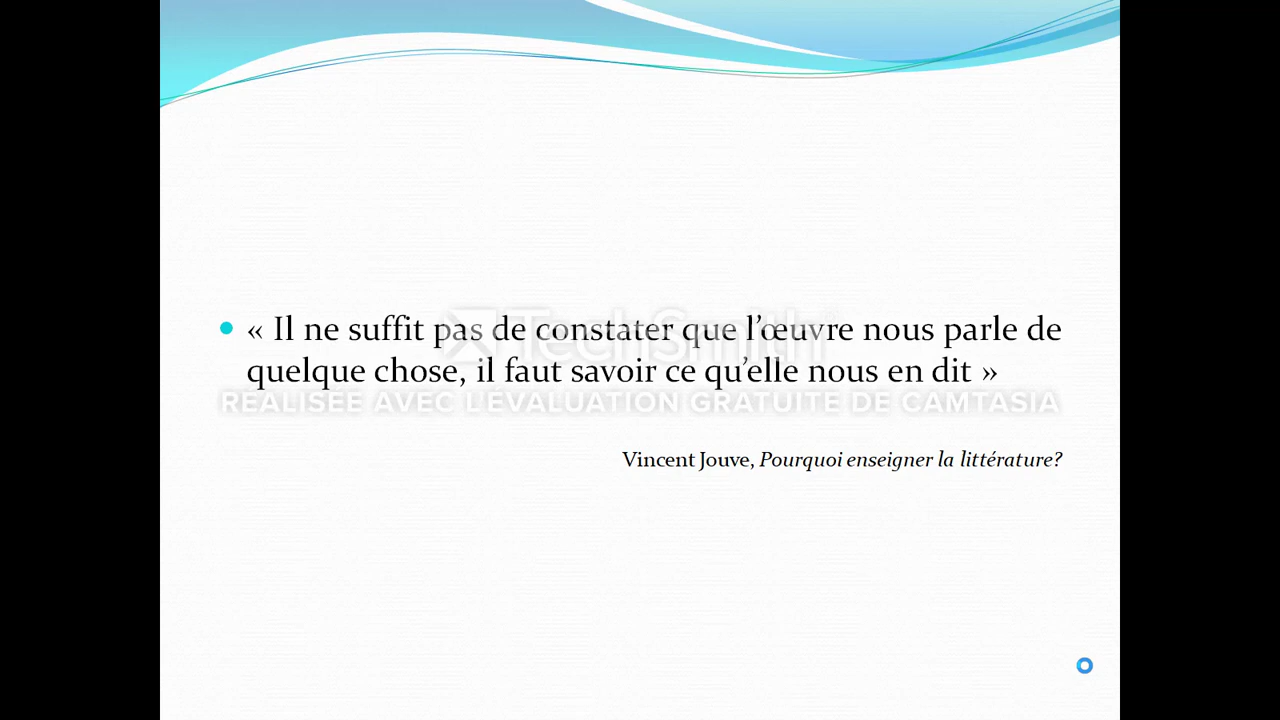 « Il ne suffit pas de constater que l’œuvre nous parle de
quelque chose, il faut savoir ce qu’elle nous en dit »
TechSmith
RÉALISÉE AVEC L'ÉVALUATION GRATUITE DE CAMTASIA
Vincent Jouve, Pourquoi enseigner la littérature?